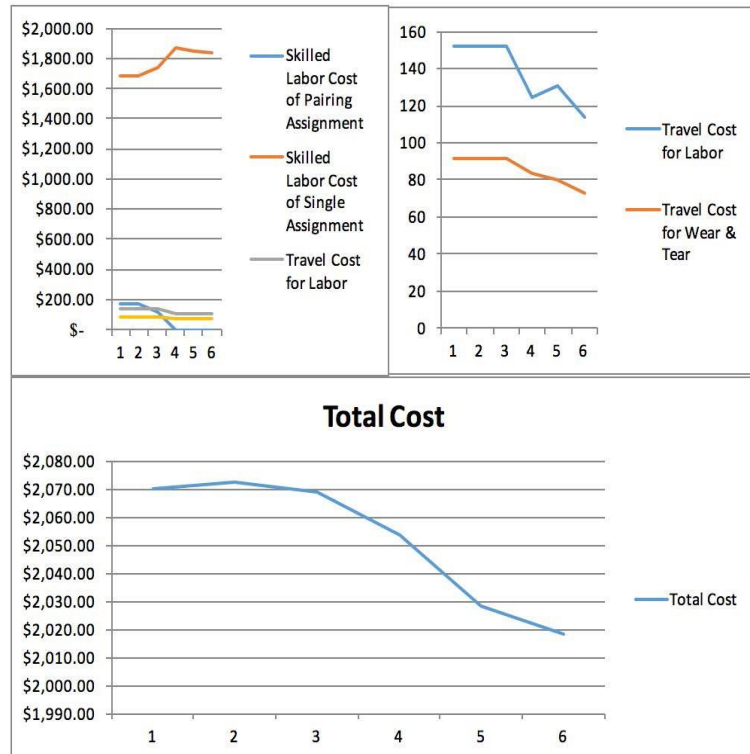 $2,000.00
$1,800.00
$1,600.00
$1,400.00
$1,200.00
$1,000.00
$800.00
$600.00
$400.00
$200.00
$-
1 2 3 4 5 6
Skilled
Labor Cost
of Pairing
Assignment
Skilled
Labor Cost
of Single
Assignment
Travel Cost
for Labor
160
140
120
100
80
60
40
20
0
1 2 3 4 5 6
Travel Cost
for Labor
Travel Cost
for Wear &
Tear
Total Cost
$2,080.00
$2,070.00
$2,060.00
$2,050.00
$2,040.00
$2,030.00
$2,020.00
$2,010.00
$2,000.00
$1,990.00
1 2 3 4 5 6
Total Cost